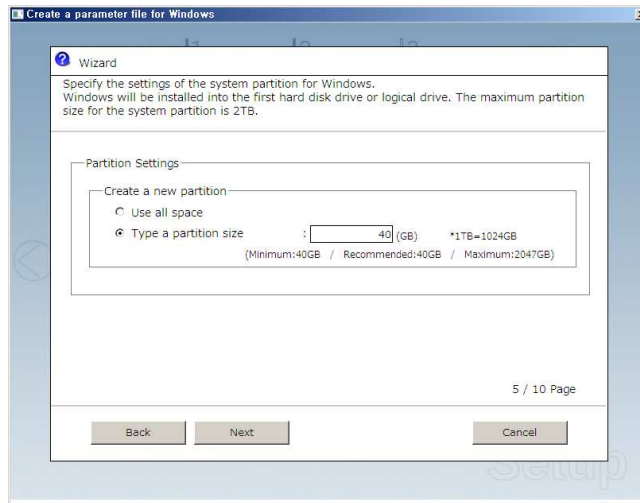 Create a parameter file for Windows
Wizard
Specify the settings of the system partition for Windows.
Windows will be installed into the first hard disk drive or logical drive. The maximum partition
size for the system partition is 2TB.
Partition Settings
Create a new partition
Use all space
Type a partition size : 40 (GB) *1TB=1024GB
(Minimum:40GB / Recommended:40GB / Maximum:2047GB)
5 / 10 Page
Back Next Cancel
Setup